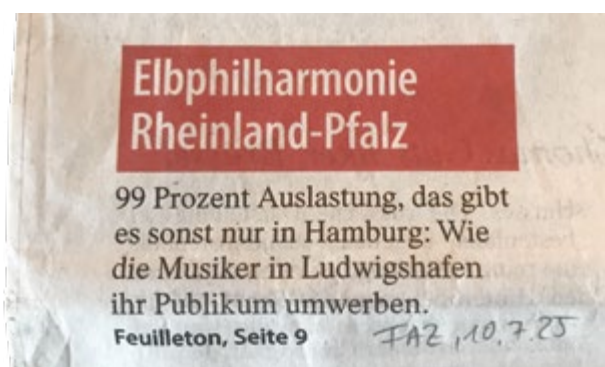 Elbphilharmonie
Rheinland-Pfalz
99 Prozent Auslastung, das gibt
es sonst nur in Hamburg: Wie
die Musiker in Ludwigshafen
ihr Publikum umwerben.
Feuilleton, Seite 9 FAZ, 10.7.25